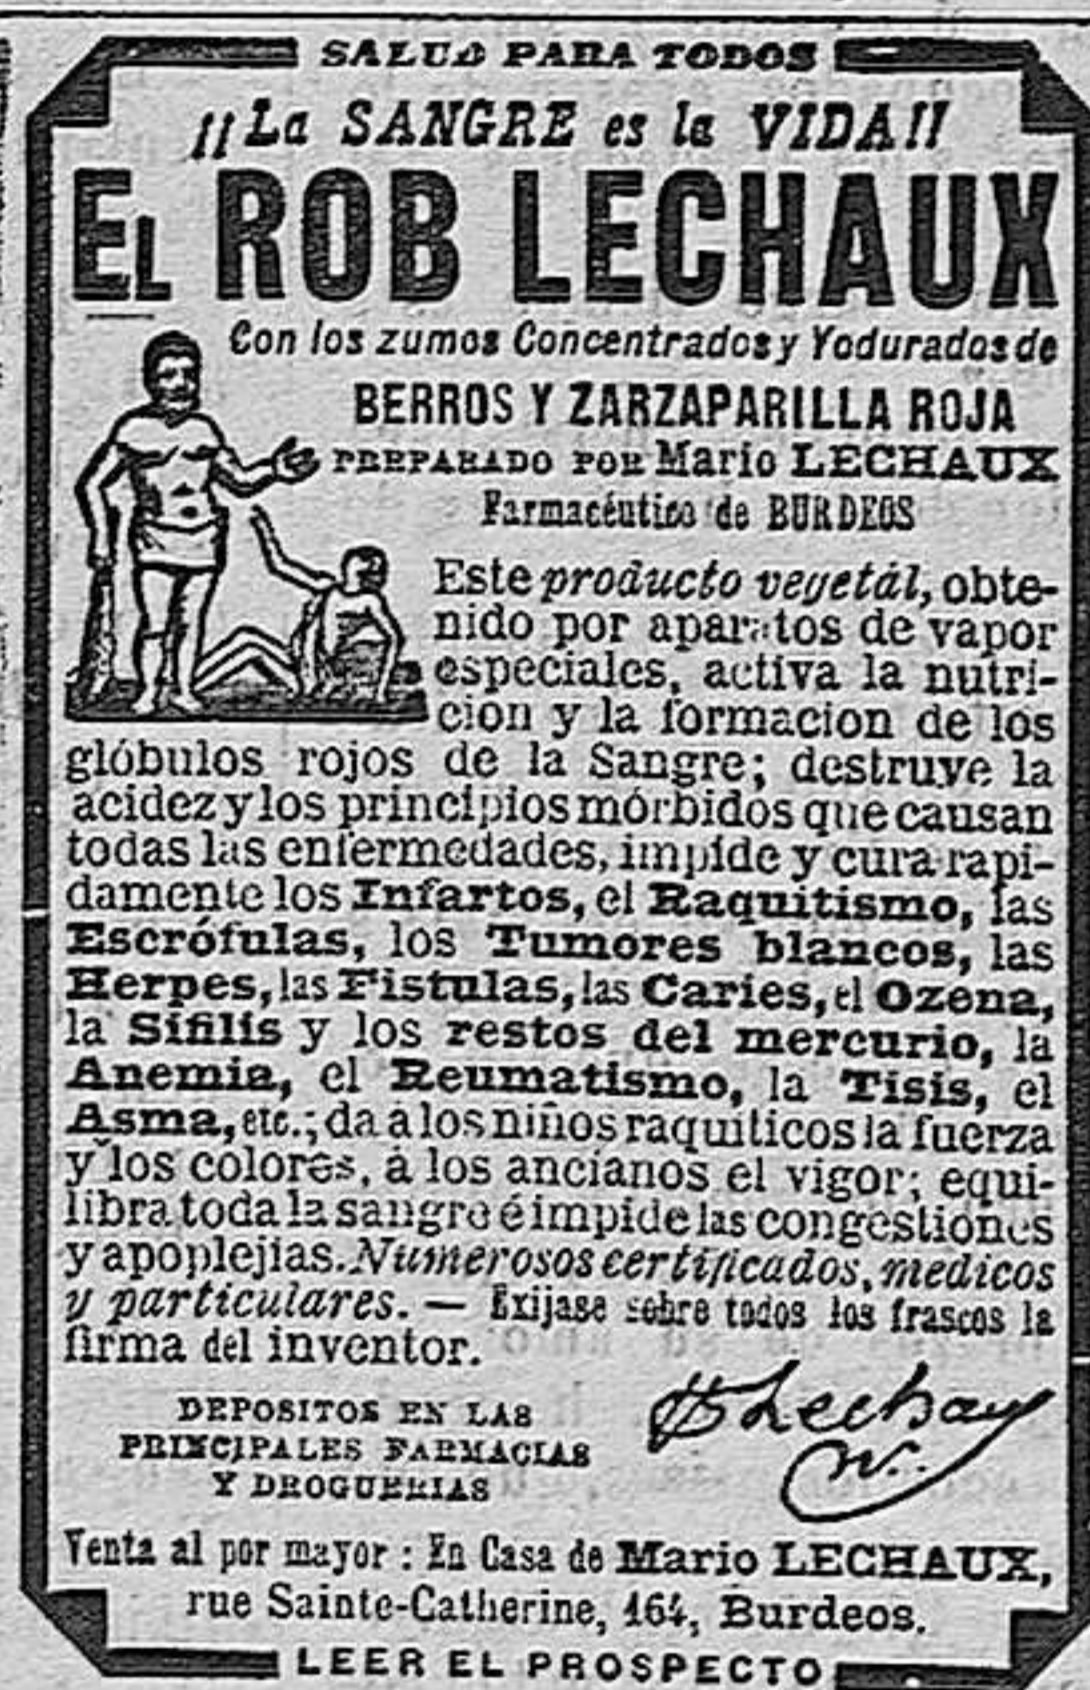 SALUD PARA TODOS
¡¡La SANGRE es la VIDA!!
EL ROB LECHAUX
Con los zumos Concentrados y Yodurados de
BERROS Y ZARZAPARILLA ROJA
PREPARADO POR Mario LECHAUX
Farmacéutico de BURDEOS
Este producto vegetál, obte-
nido por aparatos de vapor
especiales, activa la nutri-
cion y la formacion de los
glóbulos rojos de la Sangre; destruye la
acidez y los principios mórbidos que causan
todas las enfermedades, impide y cura rapi-
damente los Infartos, el Raquitismo, las
Escrófulas, los Tumores blancos, las
Herpes, las Fistulas, las Caries, el Ozena,
la Sífilis y los restos del mercurio, la
Anemia, el Reumatismo, la Tisis, el
Asma, etc.; da á los niños raquiticos la fuerza
y los colores, á los ancianos el vigor; equi-
libra toda la sangre é impide las congestiones
y apoplejias. Numerosos certificados, medicos
y particulares. — Exijase sobre todos los frascos la
firma del inventor.
DEPOSITOS EN LAS
PRINCIPALES FARMACIAS
Y DROGUERIAS
Lechaux
Venta al por mayor : En Casa de Mario LECHAUX,
rue Sainte-Catherine, 164, Burdeos.
LEER EL PROSPECTO